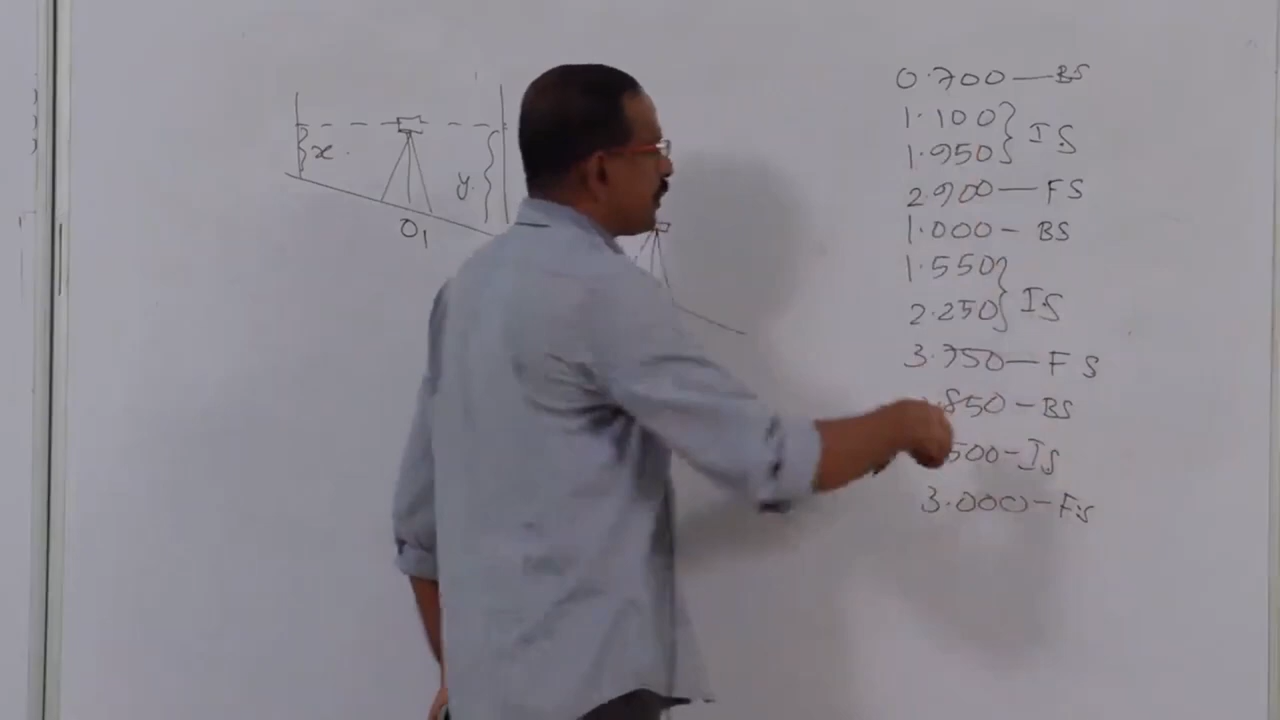 x
y
O1
0.700 — BS
1.100
1.950 } IS
2.900 — FS
1.000 - BS
1.550
2.250 } IS
3.750 — FS
.850 - BS
500 - IS
3.000 - FS